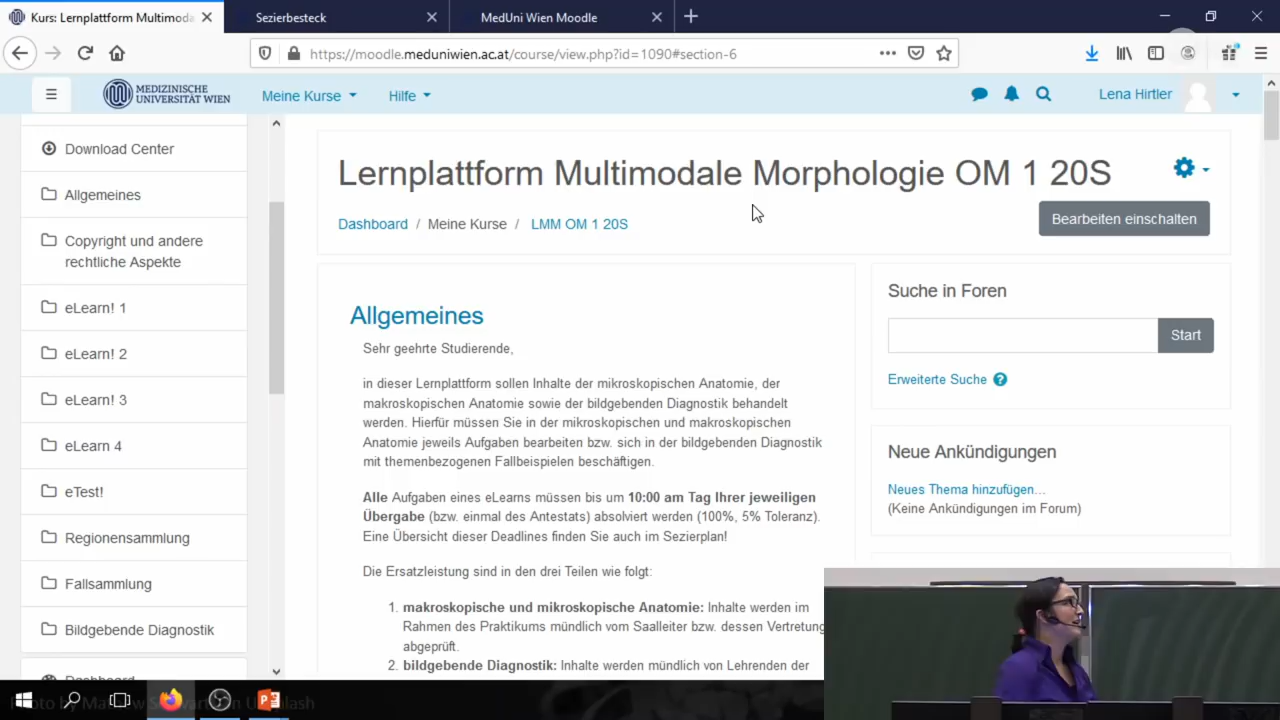 Kurs: Lernplattform Multimoda
Sezierbesteck
MedUni Wien Moodle
https://moodle.meduniwien.ac.at/course/view.php?id=1090#section-6
MEDIZINISCHE
UNIVERSITÄT WIEN
Meine Kurse
Hilfe
Lena Hirtler
Download Center
Allgemeines
Copyright und andere
rechtliche Aspekte
eLearn! 1
eLearn! 2
eLearn! 3
eLearn 4
eTest!
Regionensammlung
Fallsammlung
Bildgebende Diagnostik
Dashboard
Lernplattform Multimodale Morphologie OM 1 20S
Dashboard / Meine Kurse / LMM OM 1 20S
Bearbeiten einschalten
Allgemeines
Sehr geehrte Studierende,
in dieser Lernplattform sollen Inhalte der mikroskopischen Anatomie, der
makroskopischen Anatomie sowie der bildgebenden Diagnostik behandelt
werden. Hierfür müssen Sie in der mikroskopischen und makroskopischen
Anatomie jeweils Aufgaben bearbeiten bzw. sich in der bildgebenden Diagnostik
mit themenbezogenen Fallbeispielen beschäftigen.
Alle Aufgaben eines eLearns müssen bis um 10:00 am Tag Ihrer jeweiligen
Übergabe (bzw. einmal des Antestats) absolviert werden (100%, 5% Toleranz).
Eine Übersicht dieser Deadlines finden Sie auch im Sezierplan!
Die Ersatzleistung sind in den drei Teilen wie folgt:
1. makroskopische und mikroskopische Anatomie: Inhalte werden im
Rahmen des Praktikums mündlich vom Saalleiter bzw. dessen Vertretung
abgeprüft.
2. bildgebende Diagnostik: Inhalte werden mündlich von Lehrenden der
Suche in Foren
Start
Erweiterte Suche
Neue Ankündigungen
Neues Thema hinzufügen...
(Keine Ankündigungen im Forum)